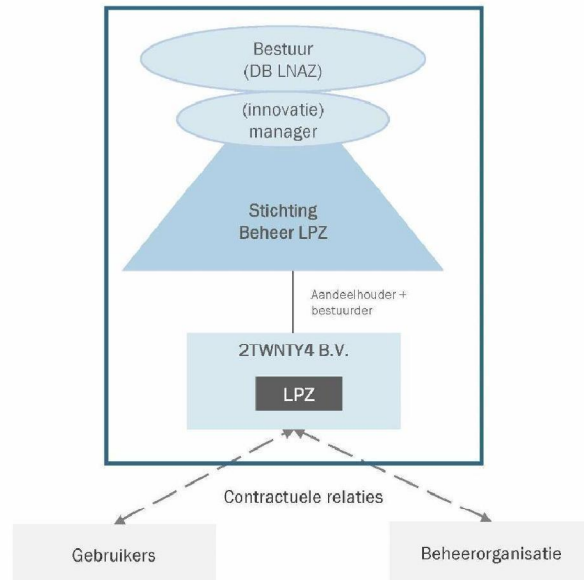 Bestuur
(DB LNAZ)
(innovatie)
manager
Stichting
Beheer LPZ
Aandeelhouder +
bestuurder
2TWNTY4 B.V.
LPZ
Contractuele relaties
Gebruikers
Beheerorganisatie